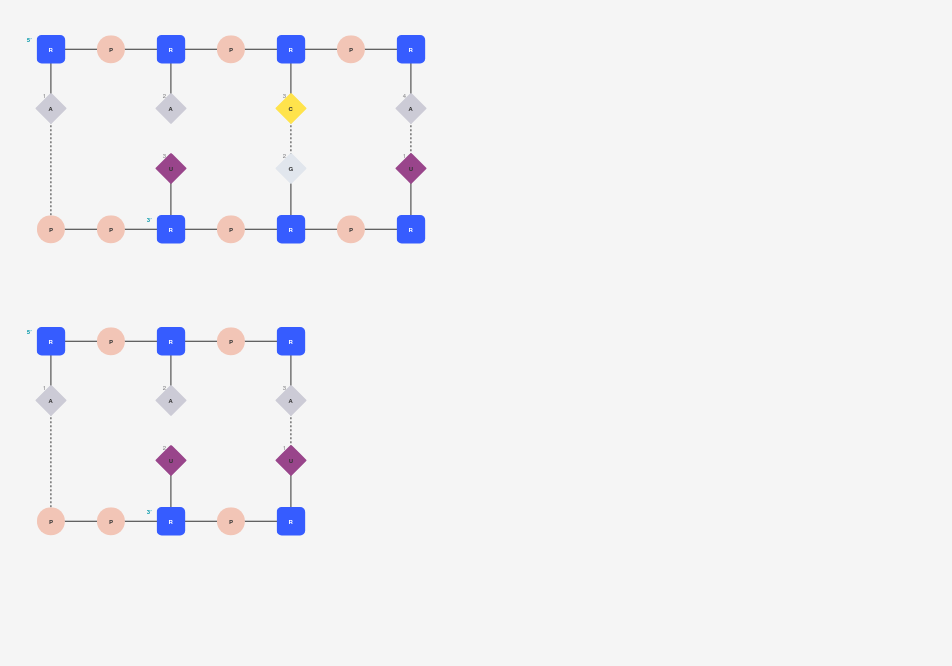 5' R P R P R P R
1 A 2 A 3 C 4 A
3 U 2 G 1 U
P P 3' R P R P R
5' R P R P R
1 A 2 A 3 A
2 U 1 U
P P 3' R P R